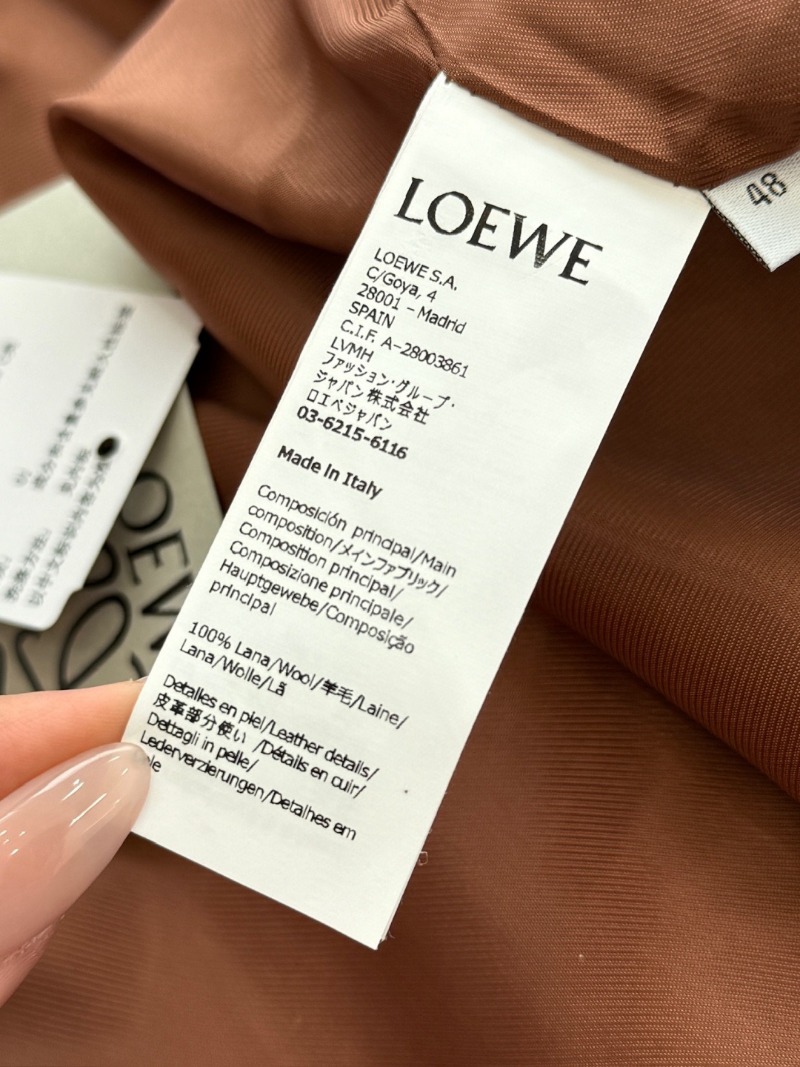 LOEWE
48
LOEWE S.A.
C/Goya, 4
28001 - Madrid
SPAIN
C.I.F. A-28003861
LVMH
ファッション・グループ・
ジャパン株式会社
ロエベジャパン
03-6215-6116
Made in Italy
Composición principal/Main
composition/メインファブリック/
Composition principal/
Composizione principale/
Hauptgewebe/Composição
principal
100% Lana/Wool/羊毛/Laine/
Lana/Wolle/Lã
Detalles en piel/Leather details/
皮革部分使い /Détails en cuir/
Dettagli in pelle/
Lederverzierungen/Detalhes em